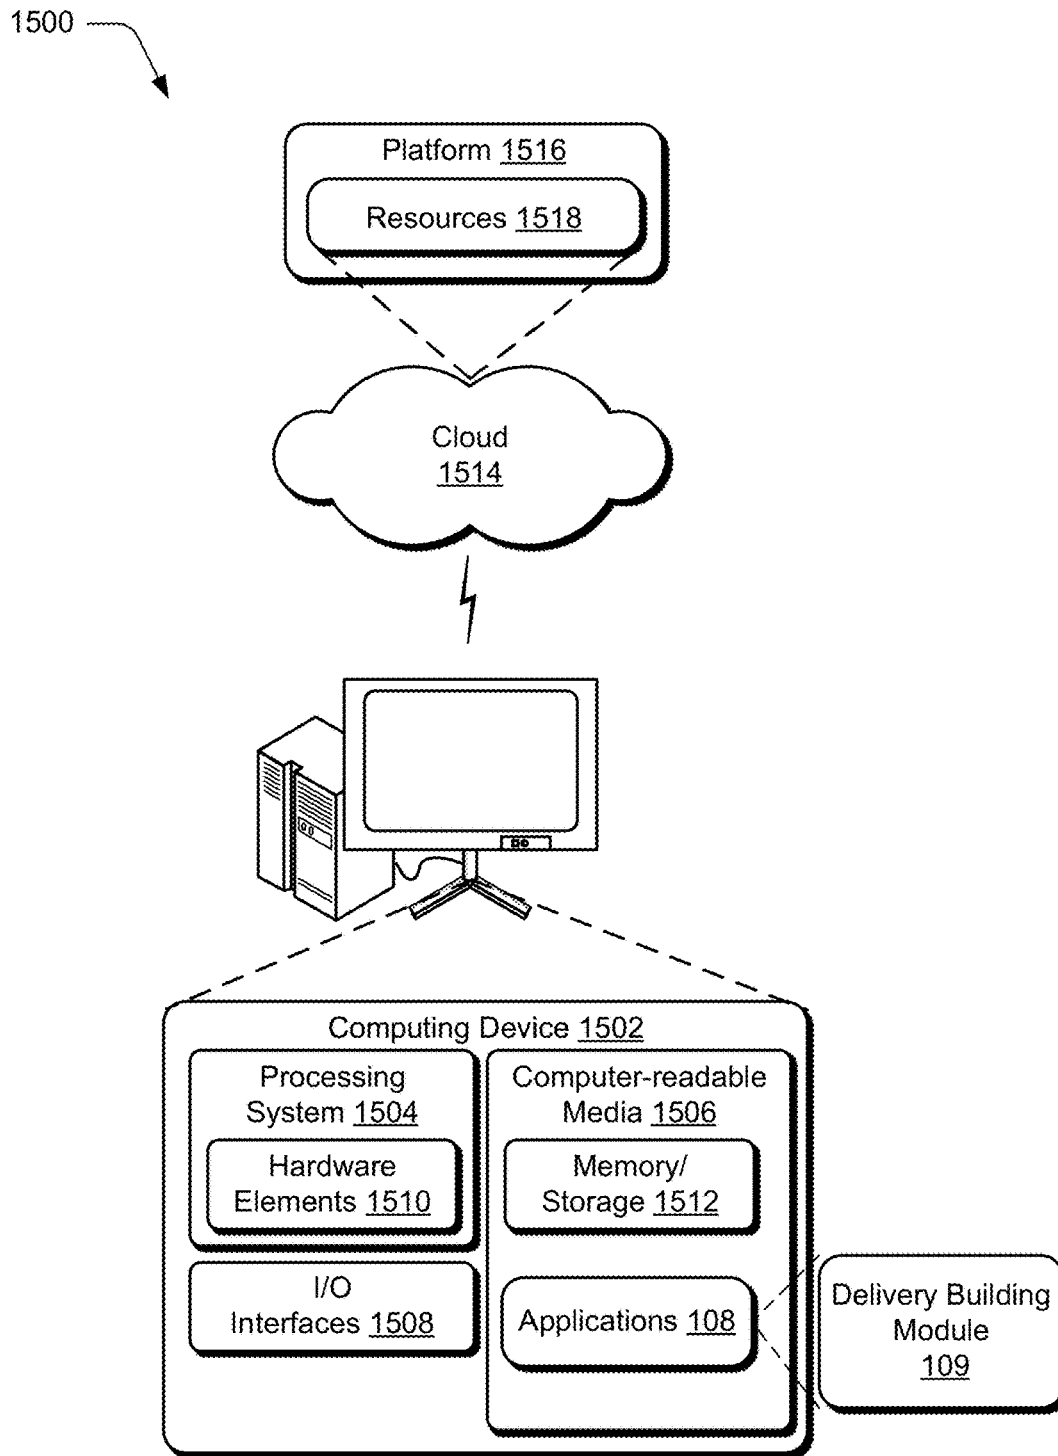 1500
Platform 1516
Resources 1518
Cloud
1514
Computing Device 1502
Processing
System 1504
Hardware
Elements 1510
I/O
Interfaces 1508
Computer-readable
Media 1506
Memory/
Storage 1512
Applications 108
Delivery Building
Module
109